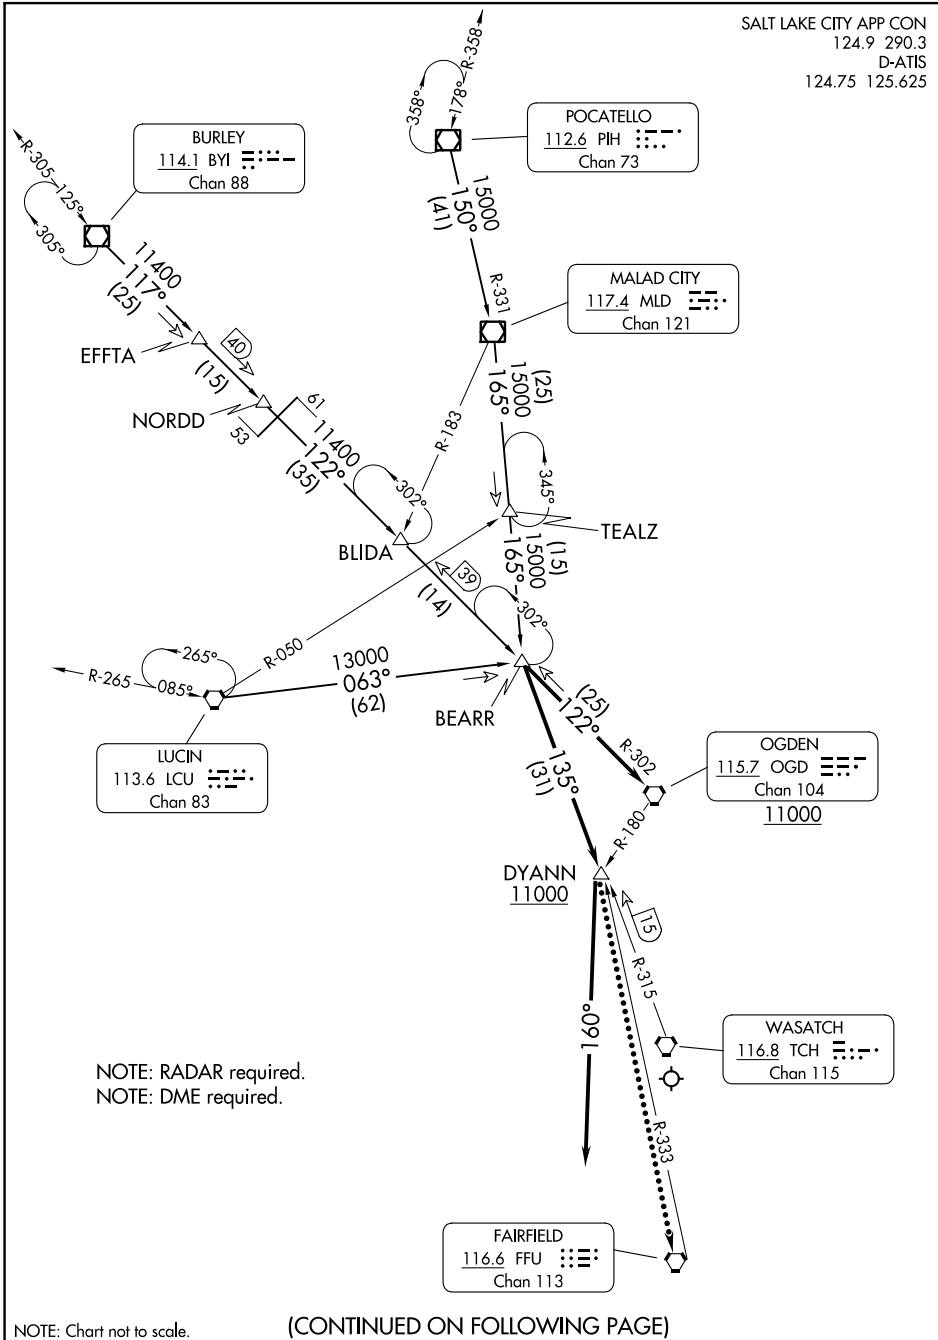 SALT LAKE CITY APP CON
124.9 290.3
D-ATIS
124.75 125.625
R-358
178°
358°
POCATELLO
112.6 PIH
Chan 73
BURLEY
114.1 BYI
Chan 88
R-305
125°
305°
15000
150°
(41)
R-331
11400
117°
(25)
MALAD CITY
117.4 MLD
Chan 121
EFFTA
40
(15)
NORDD
61
53
11400
122°
(35)
R-183
(25)
15000
165°
302°
345°
TEALZ
BLIDA
(15)
15000
165°
39
(14)
302°
R-050
265°
R-265
085°
13000
063°
(62)
BEARR
(25)
122°
R-302
LUCIN
113.6 LCU
Chan 83
135°
(31)
OGDEN
115.7 OGD
Chan 104
11000
R-180
DYANN
11000
15
R-315
160°
WASATCH
116.8 TCH
Chan 115
NOTE: RADAR required.
NOTE: DME required.
R-333
FAIRFIELD
116.6 FFU
Chan 113
NOTE: Chart not to scale.
(CONTINUED ON FOLLOWING PAGE)